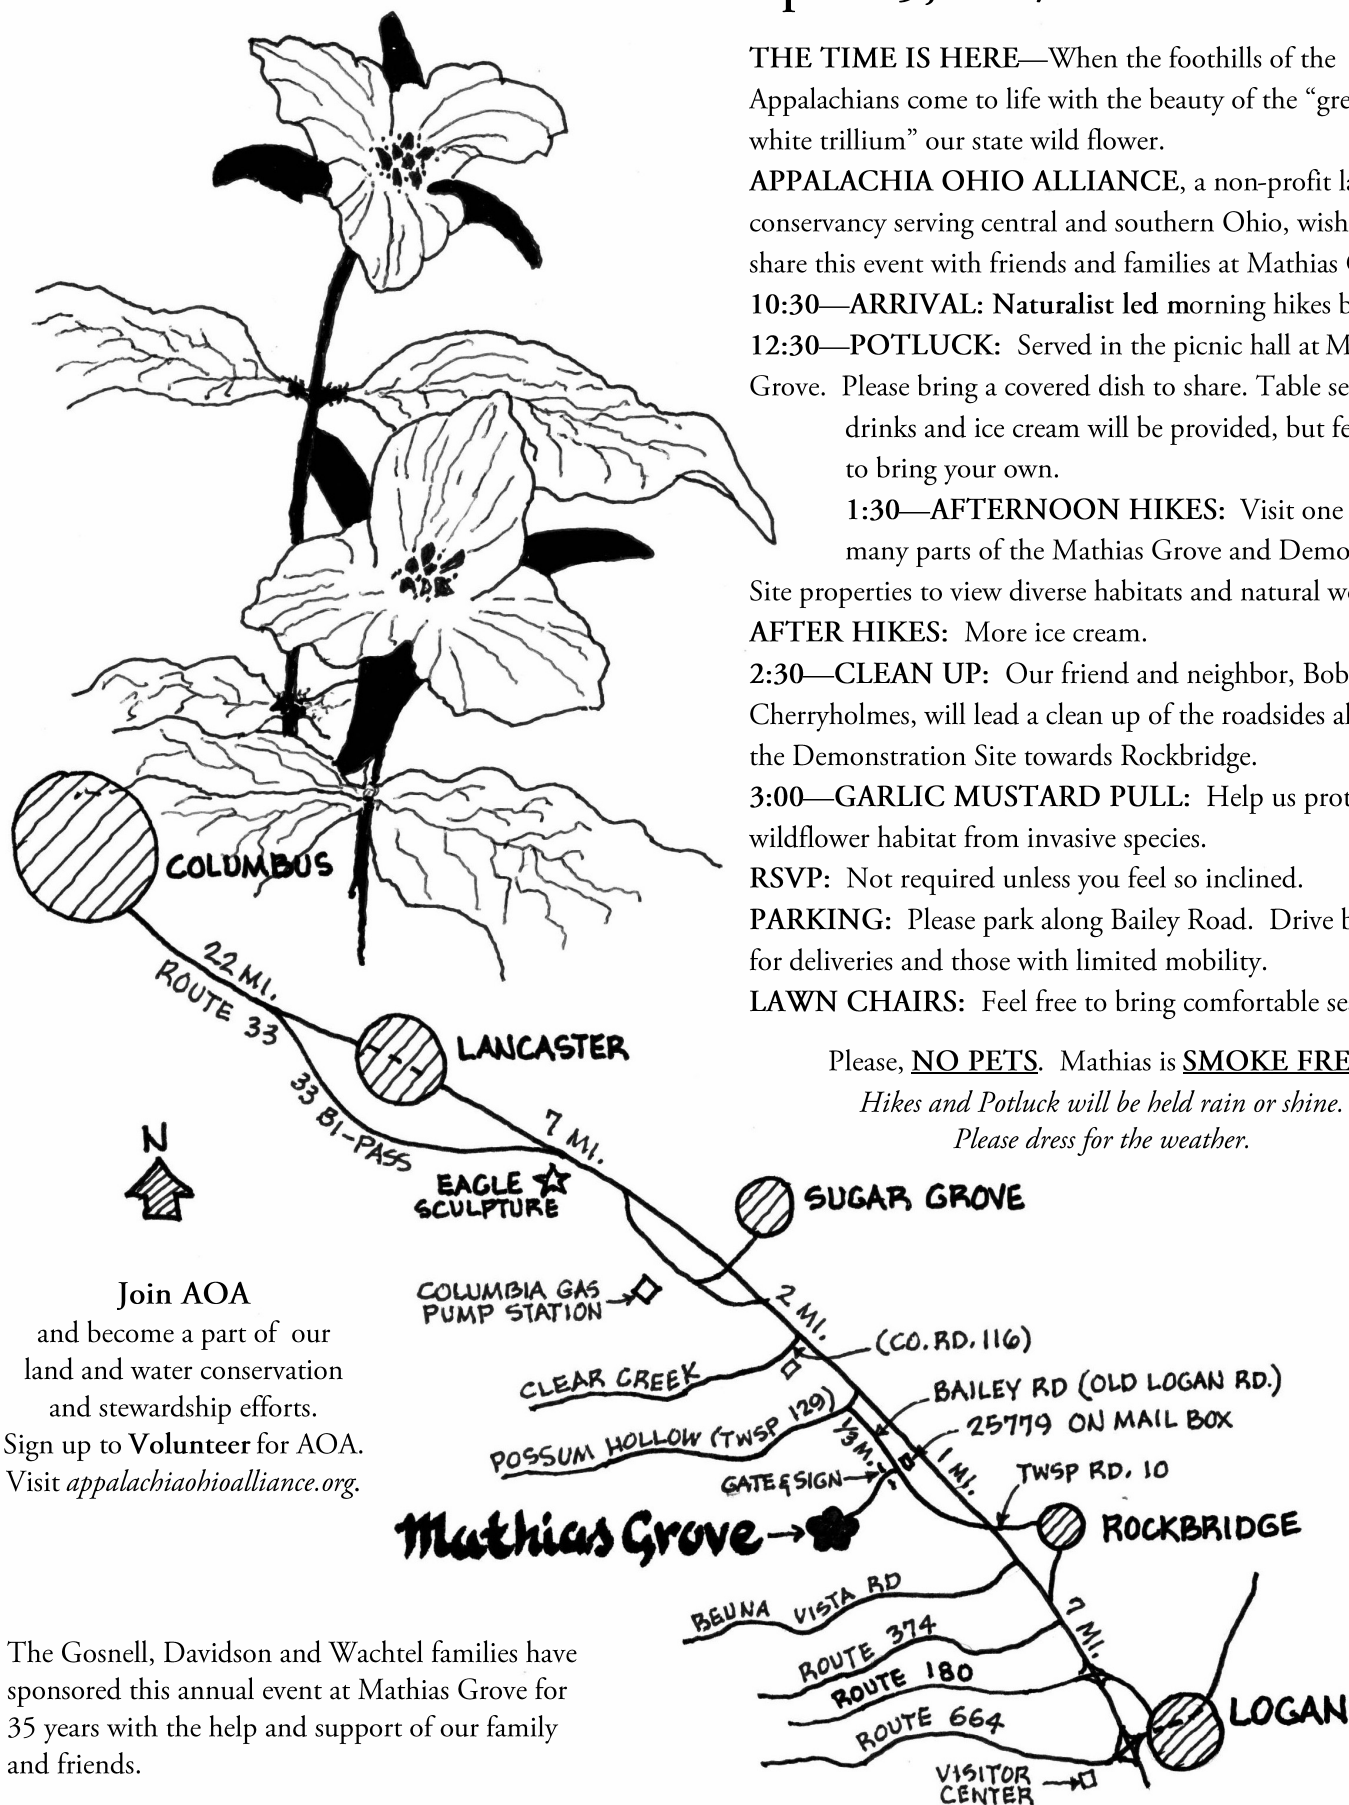 THE TIME IS HERE—When the foothills of the
Appalachians come to life with the beauty of the “gre
white trillium” our state wild flower.
APPALACHIA OHIO ALLIANCE, a non-profit la
conservancy serving central and southern Ohio, wish
share this event with friends and families at Mathias
10:30—ARRIVAL: Naturalist led morning hikes b
12:30—POTLUCK: Served in the picnic hall at M
Grove. Please bring a covered dish to share. Table se
drinks and ice cream will be provided, but fe
to bring your own.
1:30—AFTERNOON HIKES: Visit one
many parts of the Mathias Grove and Demo
Site properties to view diverse habitats and natural w
AFTER HIKES: More ice cream.
2:30—CLEAN UP: Our friend and neighbor, Bob
Cherryholmes, will lead a clean up of the roadsides al
the Demonstration Site towards Rockbridge.
3:00—GARLIC MUSTARD PULL: Help us prot
wildflower habitat from invasive species.
RSVP: Not required unless you feel so inclined.
PARKING: Please park along Bailey Road. Drive b
for deliveries and those with limited mobility.
LAWN CHAIRS: Feel free to bring comfortable se
Please, NO PETS. Mathias is SMOKE FRE
Hikes and Potluck will be held rain or shine.
Please dress for the weather.
COLUMBUS
22 MI.
ROUTE 33
LANCASTER
33 BI-PASS
7 MI.
N
EAGLE
SCULPTURE
SUGAR GROVE
COLUMBIA GAS
PUMP STATION
2 MI.
(CO. RD. 116)
CLEAR CREEK
BAILEY RD (OLD LOGAN RD.)
POSSUM HOLLOW (TWSP 129)
25779 ON MAIL BOX
1/3 M.
1 MI.
GATE & SIGN
TWSP RD. 10
Mathias Grove
ROCKBRIDGE
BEUNA VISTA RD
7 MI.
ROUTE 374
ROUTE 180
ROUTE 664
LOGAN
VISITOR
CENTER
Join AOA
and become a part of our
land and water conservation
and stewardship efforts.
Sign up to Volunteer for AOA.
Visit appalachiaohioalliance.org.
The Gosnell, Davidson and Wachtel families have
sponsored this annual event at Mathias Grove for
35 years with the help and support of our family
and friends.